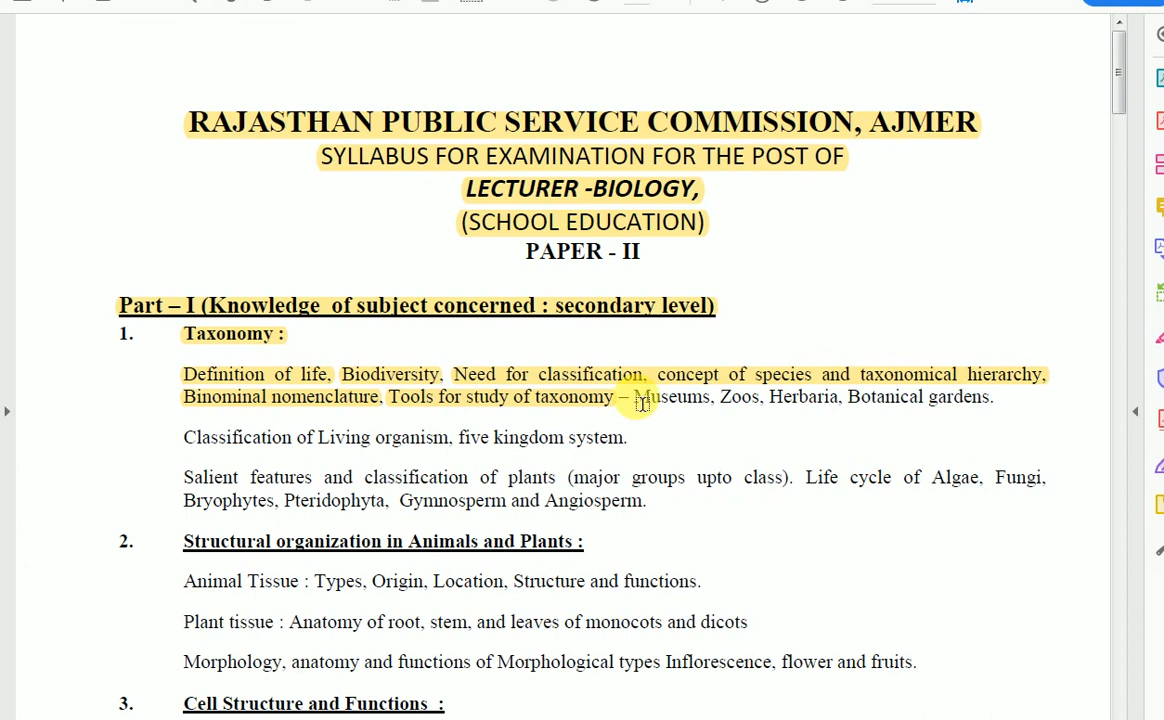 RAJASTHAN PUBLIC SERVICE COMMISSION, AJMER
SYLLABUS FOR EXAMINATION FOR THE POST OF
LECTURER -BIOLOGY,
(SCHOOL EDUCATION)
PAPER - II
Part – I (Knowledge of subject concerned : secondary level)
1. Taxonomy :
Definition of life, Biodiversity, Need for classification, concept of species and taxonomical hierarchy,
Binominal nomenclature, Tools for study of taxonomy – Museums, Zoos, Herbaria, Botanical gardens.
Classification of Living organism, five kingdom system.
Salient features and classification of plants (major groups upto class). Life cycle of Algae, Fungi,
Bryophytes, Pteridophyta, Gymnosperm and Angiosperm.
2. Structural organization in Animals and Plants :
Animal Tissue : Types, Origin, Location, Structure and functions.
Plant tissue : Anatomy of root, stem, and leaves of monocots and dicots
Morphology, anatomy and functions of Morphological types Inflorescence, flower and fruits.
3. Cell Structure and Functions :